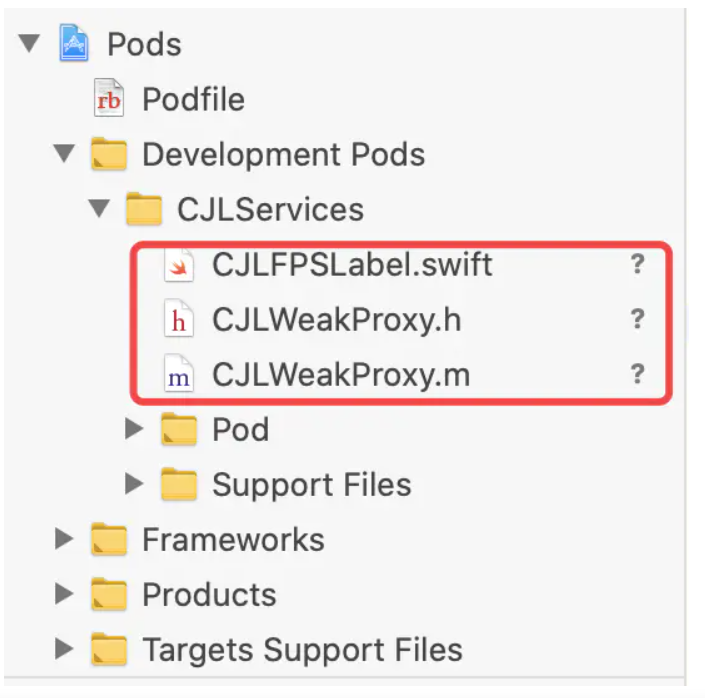 Pods
rb Podfile
Development Pods
CJLServices
CJLFPSLabel.swift ?
h CJLWeakProxy.h ?
m CJLWeakProxy.m ?
Pod
Support Files
Frameworks
Products
Targets Support Files